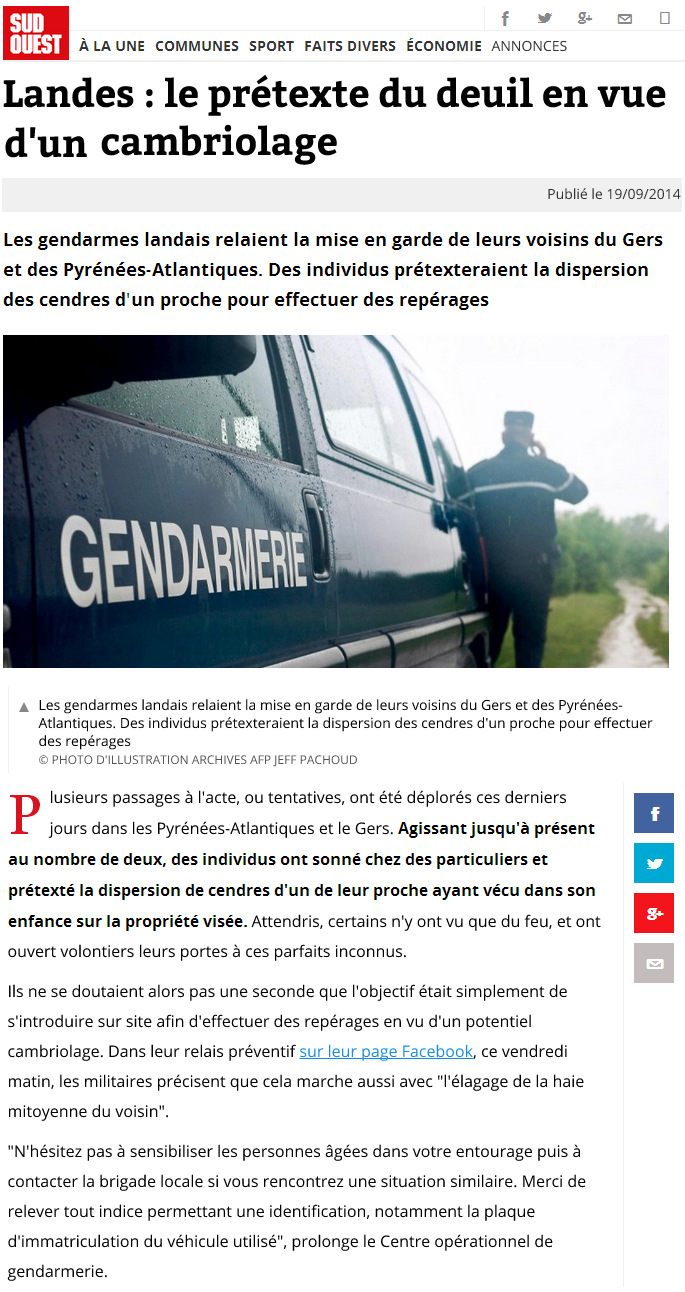 SUD
OUEST
À LA UNE COMMUNES SPORT FAITS DIVERS ÉCONOMIE ANNONCES
Landes : le prétexte du deuil en vue
d'un cambriolage
Publié le 19/09/2014
Les gendarmes landais relaient la mise en garde de leurs voisins du Gers
et des Pyrénées-Atlantiques. Des individus prétexteraient la dispersion
des cendres d'un proche pour effectuer des repérages
GENDARMERIE
▲ Les gendarmes landais relaient la mise en garde de leurs voisins du Gers et des Pyrénées-
Atlantiques. Des individus prétexteraient la dispersion des cendres d'un proche pour effectuer
des repérages
© PHOTO D'ILLUSTRATION ARCHIVES AFP JEFF PACHOUD
Plusieurs passages à l'acte, ou tentatives, ont été déplorés ces derniers
jours dans les Pyrénées-Atlantiques et le Gers. Agissant jusqu'à présent
au nombre de deux, des individus ont sonné chez des particuliers et
prétexté la dispersion de cendres d'un de leur proche ayant vécu dans son
enfance sur la propriété visée. Attendris, certains n'y ont vu que du feu, et ont
ouvert volontiers leurs portes à ces parfaits inconnus.
Ils ne se doutaient alors pas une seconde que l'objectif était simplement de
s'introduire sur site afin d'effectuer des repérages en vu d'un potentiel
cambriolage. Dans leur relais préventif sur leur page Facebook, ce vendredi
matin, les militaires précisent que cela marche aussi avec "l'élagage de la haie
mitoyenne du voisin".
"N'hésitez pas à sensibiliser les personnes âgées dans votre entourage puis à
contacter la brigade locale si vous rencontrez une situation similaire. Merci de
relever tout indice permettant une identification, notamment la plaque
d'immatriculation du véhicule utilisé", prolonge le Centre opérationnel de
gendarmerie.